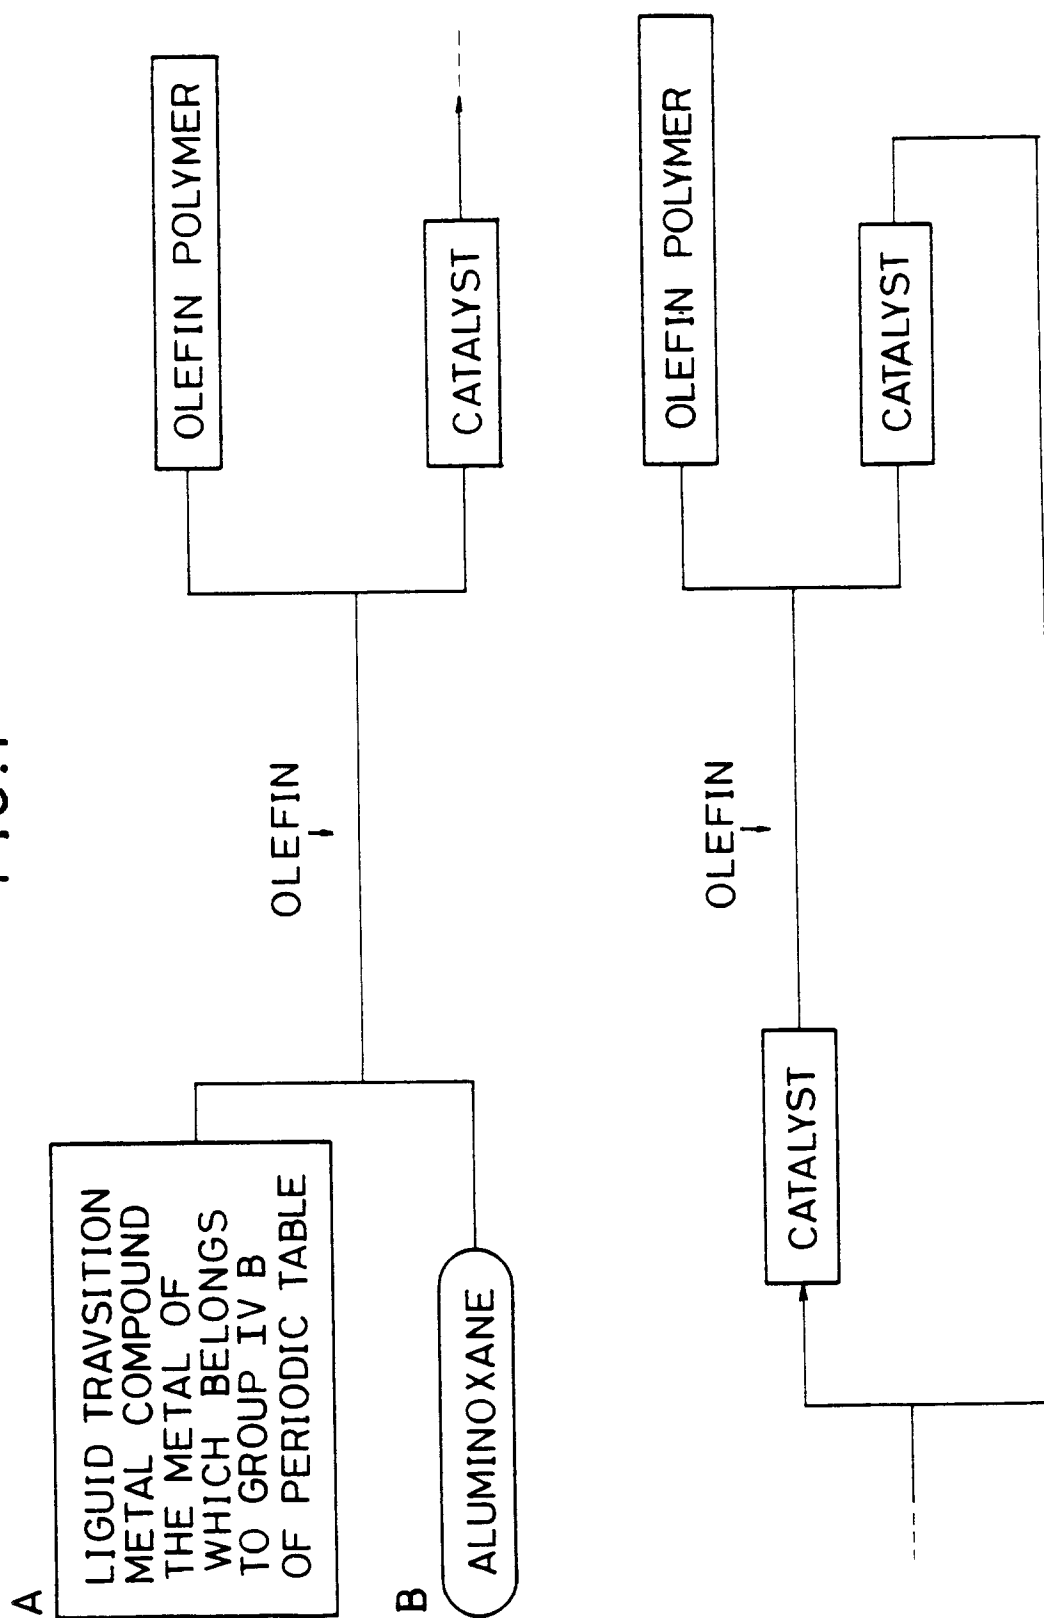 A
LIGUID TRAVSITION
METAL COMPOUND
THE METAL OF
WHICH BELONGS
TO GROUP IV B
OF PERIODIC TABLE
B
ALUMINOXANE
OLEFIN
OLEFIN POLYMER
CATALYST
CATALYST
OLEFIN
OLEFIN POLYMER
CATALYST